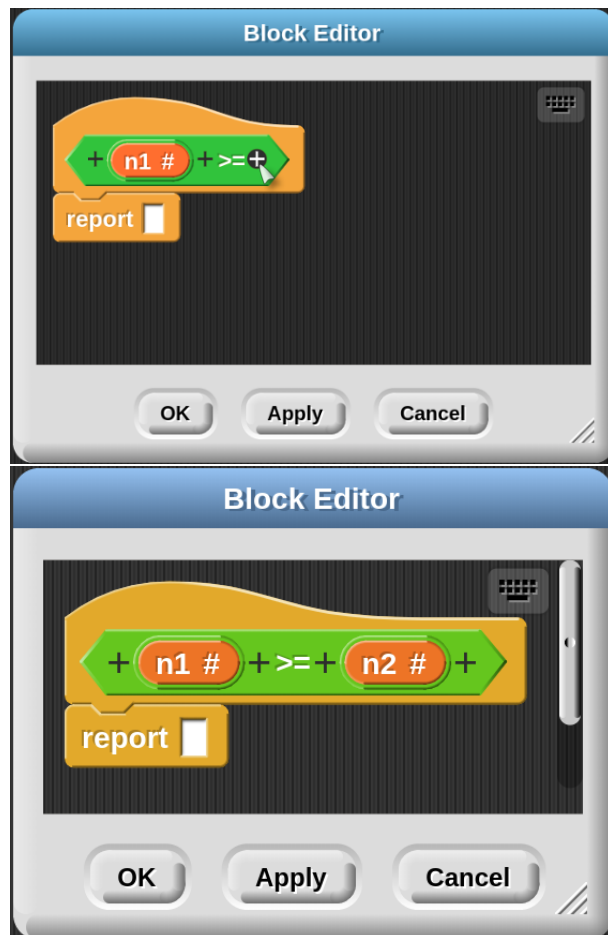 Block Editor
+ n1 # + >= +
report
OK Apply Cancel
Block Editor
+ n1 # + >= + n2 # +
report
OK Apply Cancel